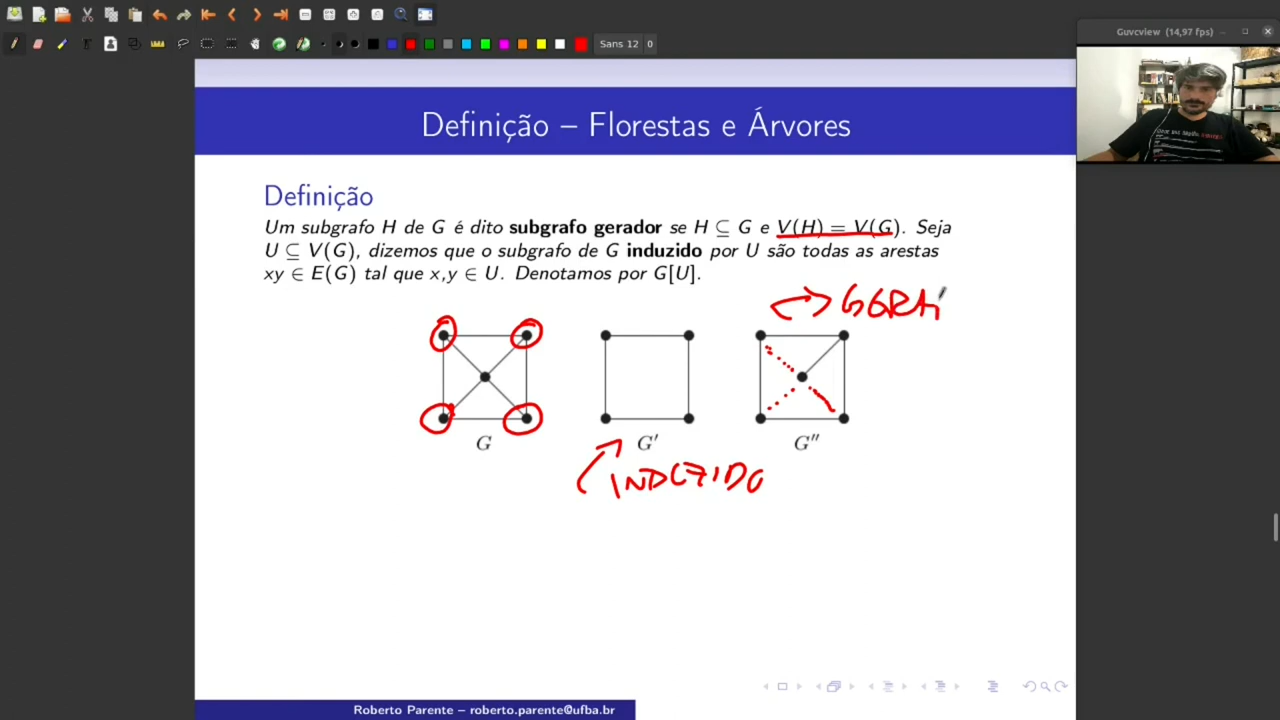 Sans 12 0
Guvcview (14,97 fps)
Definição – Florestas e Árvores
Definição
Um subgrafo H de G é dito subgrafo gerador se H ⊆ G e V(H) = V(G). Seja
U ⊆ V(G), dizemos que o subgrafo de G induzido por U são todas as arestas
xy ∈ E(G) tal que x,y ∈ U. Denotamos por G[U].
GERA
G G′ G′′
INDUZIDO
Roberto Parente – roberto.parente@ufba.br